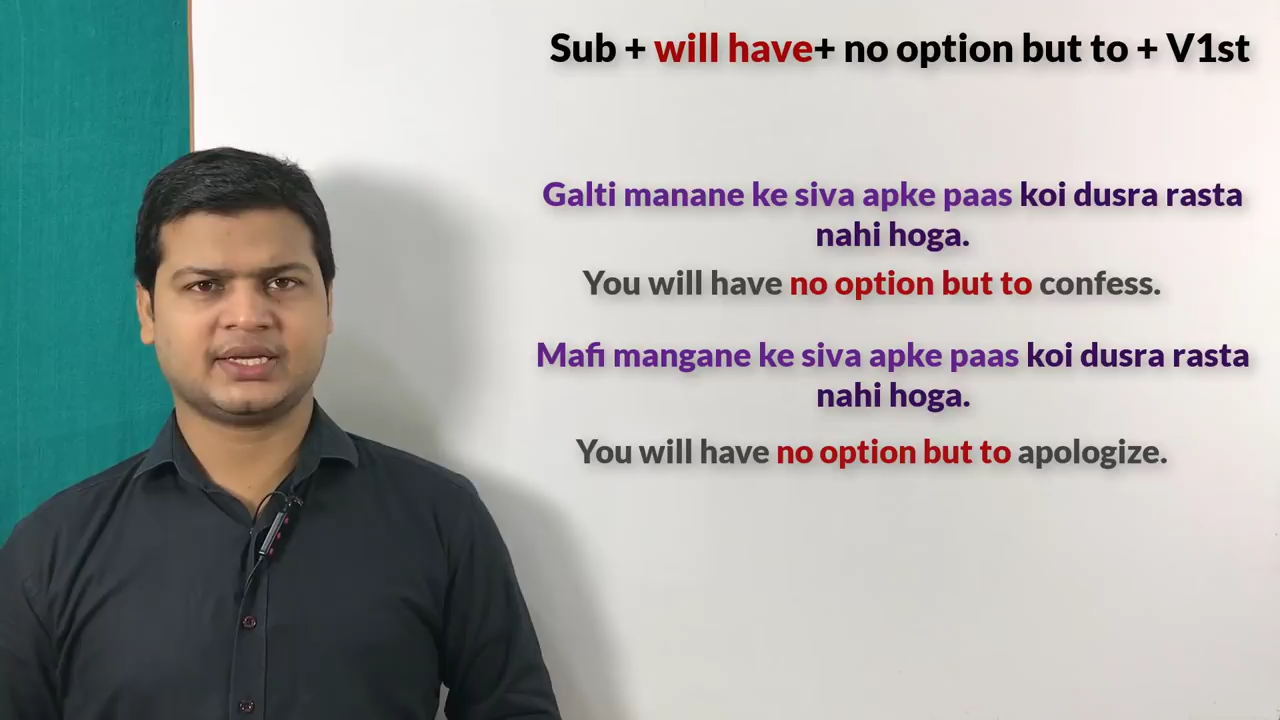 Sub + will have+ no option but to + V1st
Galti manane ke siva apke paas koi dusra rasta
nahi hoga.
You will have no option but to confess.
Mafi mangane ke siva apke paas koi dusra rasta
nahi hoga.
You will have no option but to apologize.